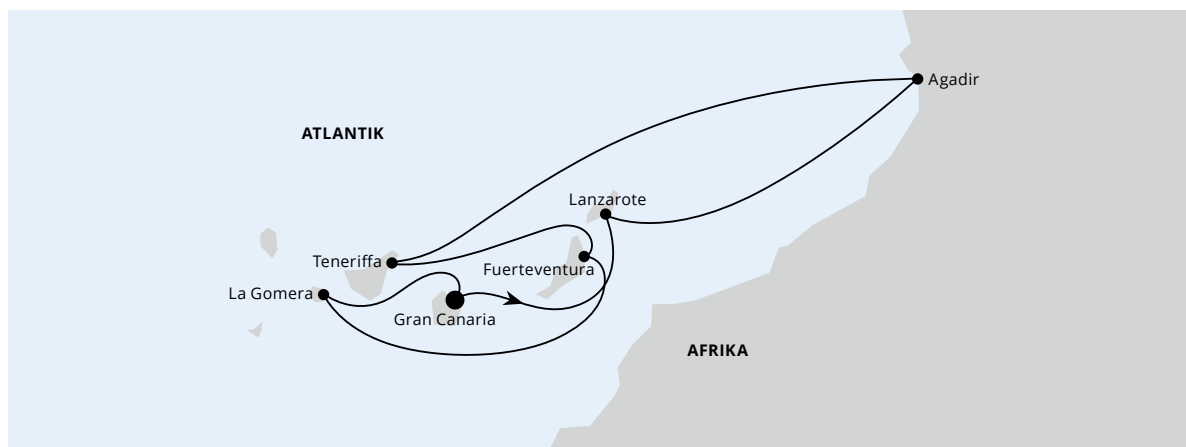 Agadir
ATLANTIK
Lanzarote
Teneriffa
Fuerteventura
La Gomera
Gran Canaria
AFRIKA